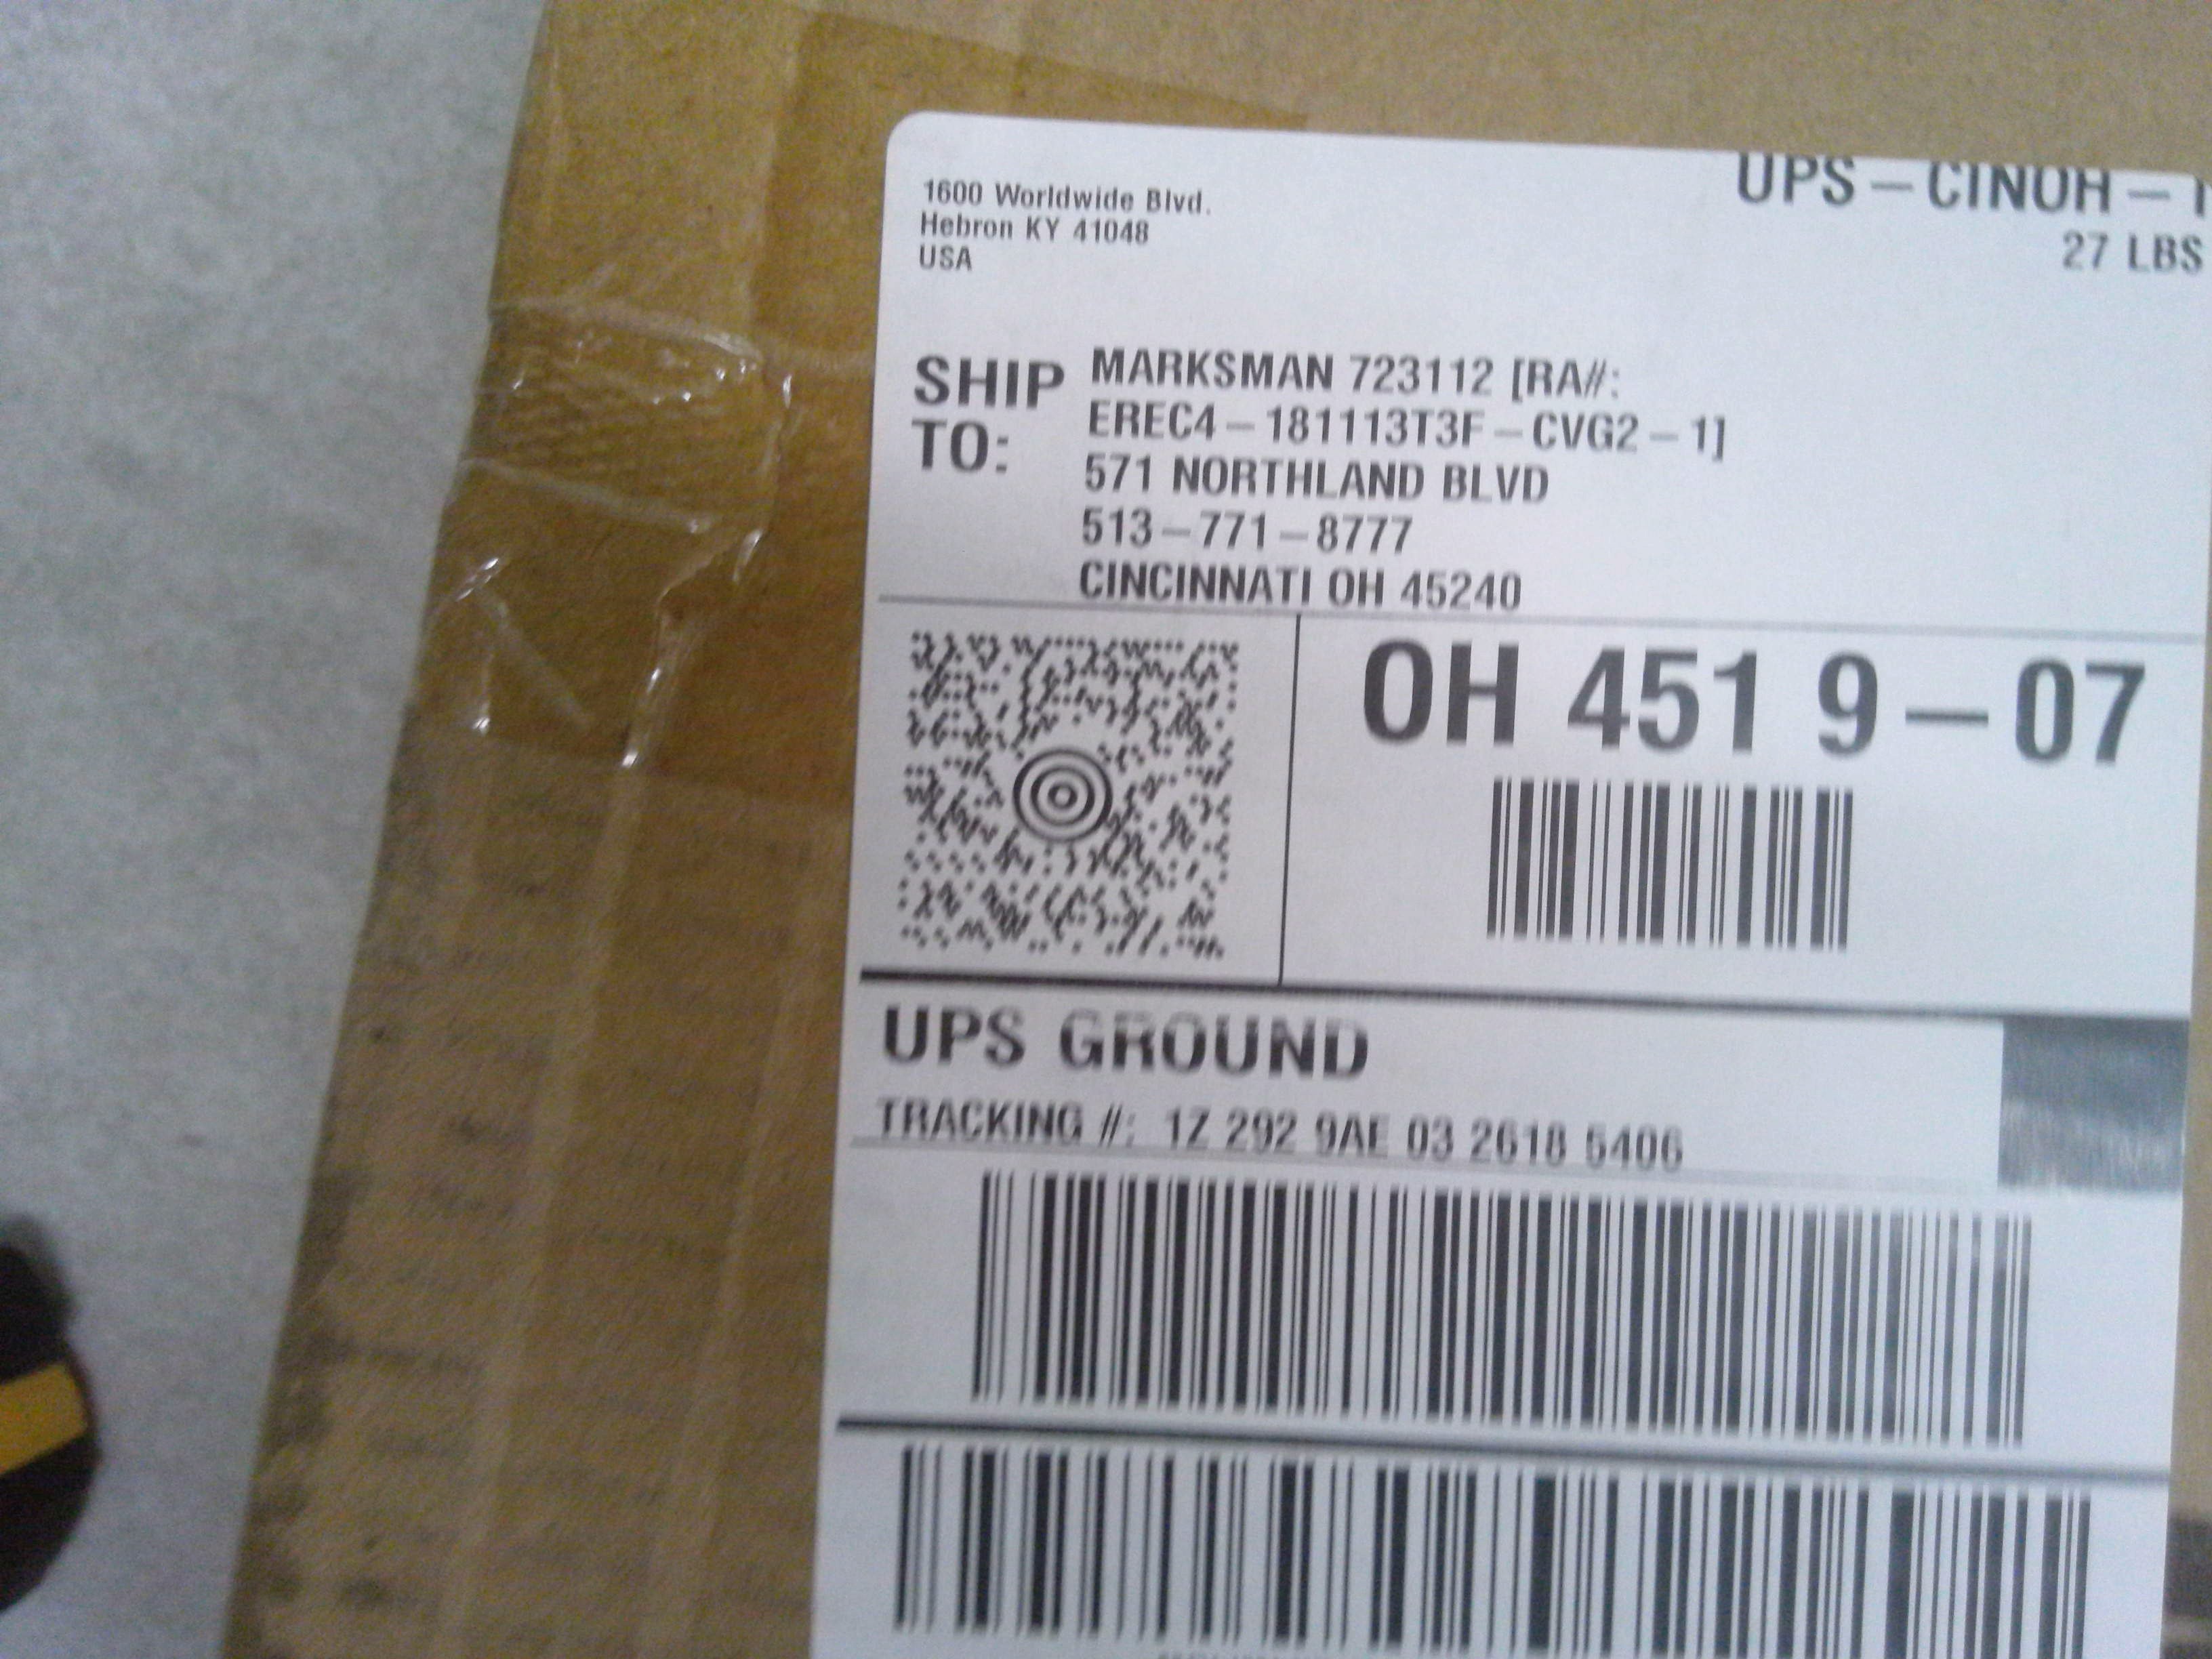 1600 Worldwide Blvd.
Hebron KY 41048
USA
UPS – CINOH –
27 LBS
SHIP TO:
MARKSMAN 723112 [RA#:
EREC4 – 181113T3F – CVG2 – 1]
571 NORTHLAND BLVD
513 – 771 – 8777
CINCINNATI OH 45240
OH 451 9 – 07
UPS GROUND
TRACKING #: 1Z 292 9AE 03 2618 5406